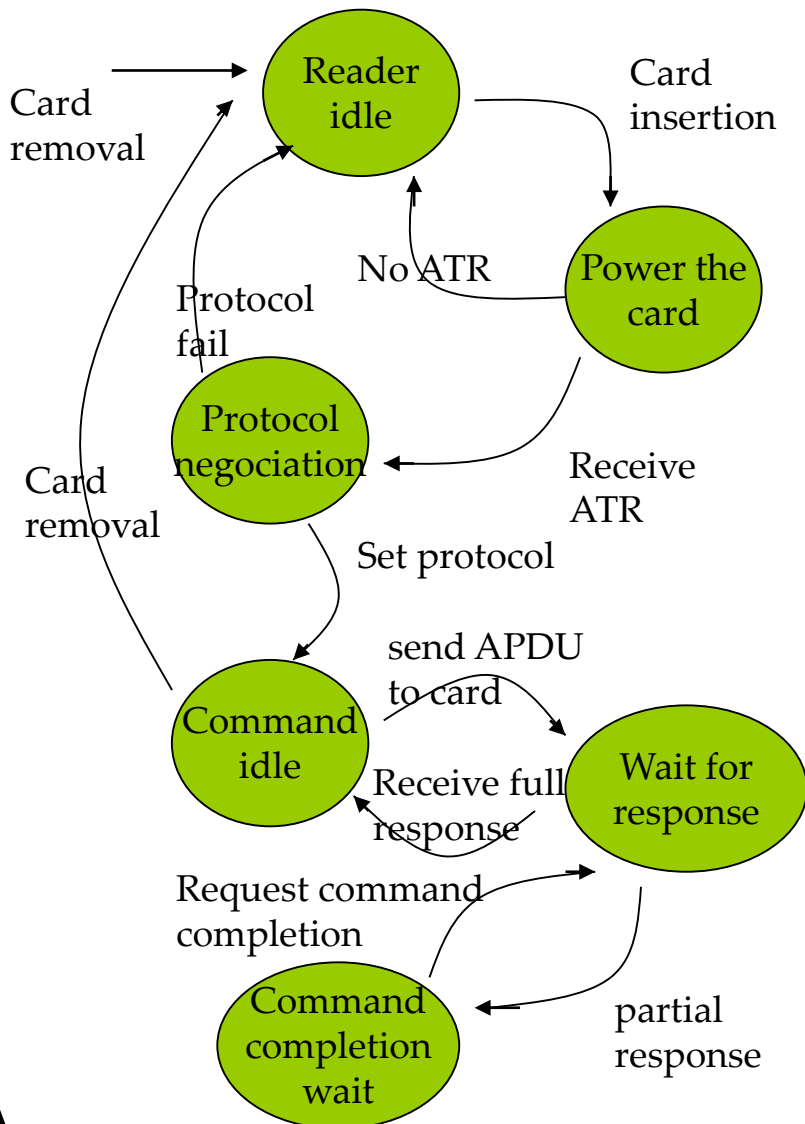 Reader
idle
Card
removal
Card
insertion
No ATR
Power the
card
Protocol
fail
Protocol
negociation
Receive
ATR
Card
removal
Set protocol
send APDU
to card
Command
idle
Receive full
response
Wait for
response
Request command
completion
Command
completion
wait
partial
response